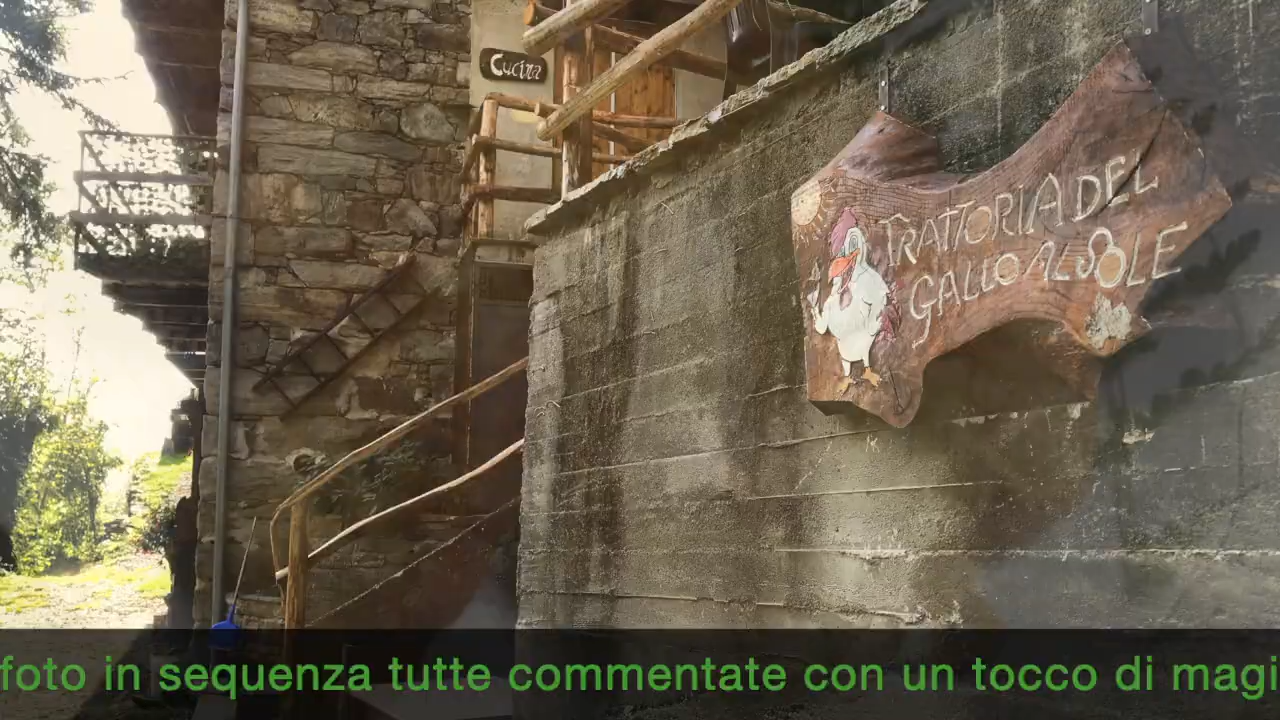 Cucina
TRATTORIA DEL
GALLO AL SOLE
foto in sequenza tutte commentate con un tocco di magi